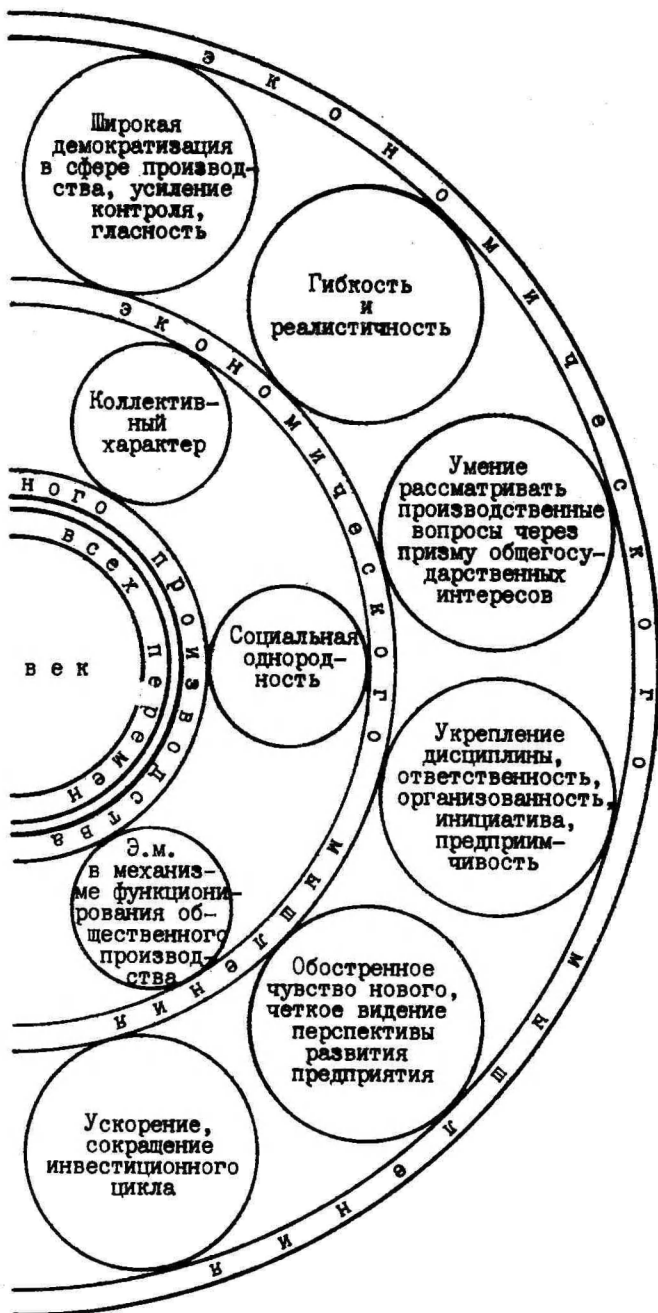 экономического мышления
Широкая
демократизация
в сфере производ-
ства, усиление
контроля,
гласность
Гибкость
и
реалистичность
Умение
рассматривать
производственные
вопросы через
призму общегосу-
дарственных
интересов
Укрепление
дисциплины,
ответственность,
организованность,
инициатива,
предприим-
чивость
Обостренное
чувство нового,
четкое видение
перспективы
развития
предприятия
Ускорение,
сокращение
инвестиционного
цикла
экономического мышления
Коллектив-
ный
характер
Социальная
однород-
ность
Э.м.
в механиз-
ме функциони-
рования об-
щественного
производ-
ства
ного производства
всех перемен
век